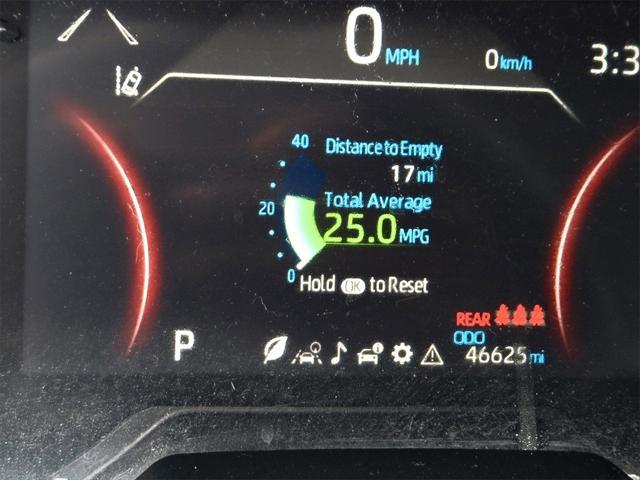 0 MPH
0 km/h
3:3
40
Distance to Empty
17 mi
20
Total Average
25.0 MPG
0
Hold OK to Reset
REAR
P
ODO
46625 mi